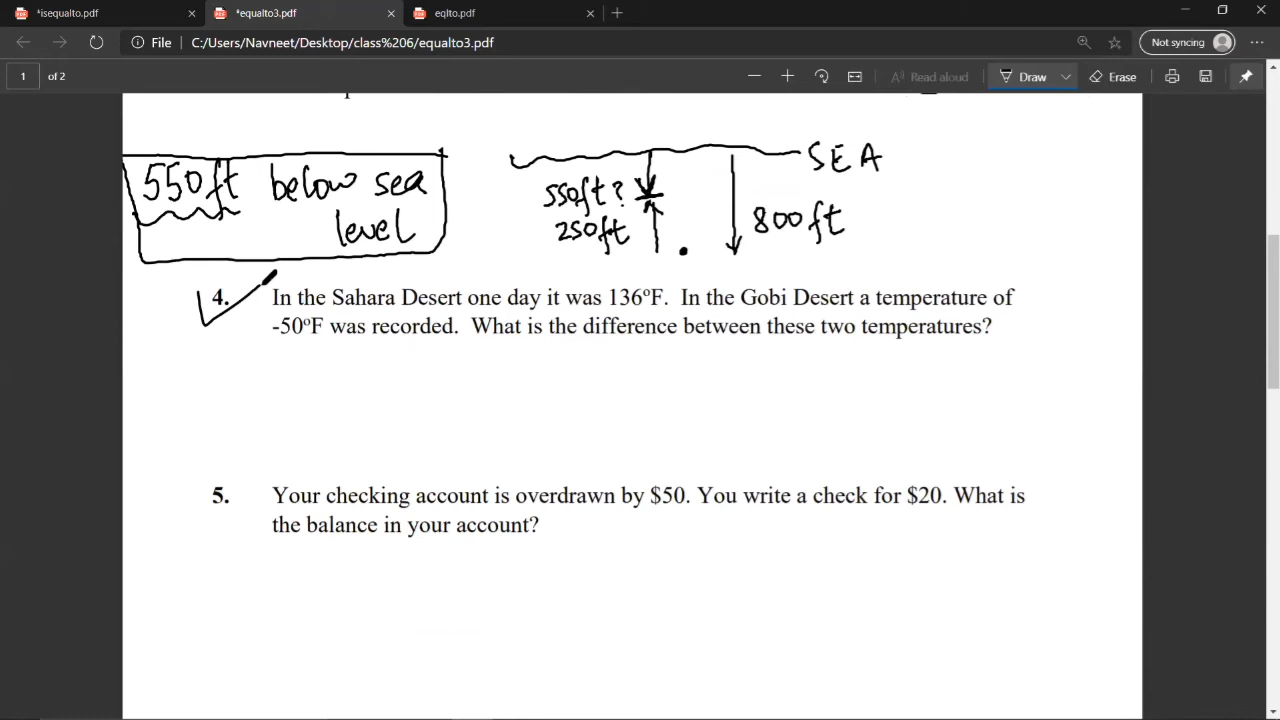 *isequalto.pdf
*equalto3.pdf
eqlto.pdf
File C:/Users/Navneet/Desktop/class%206/equalto3.pdf
Not syncing
1 of 2
Read aloud
Draw
Erase
550ft below sea
level
SEA
550ft?
250ft
800ft
4. In the Sahara Desert one day it was 136°F. In the Gobi Desert a temperature of
-50°F was recorded. What is the difference between these two temperatures?
5. Your checking account is overdrawn by $50. You write a check for $20. What is
the balance in your account?